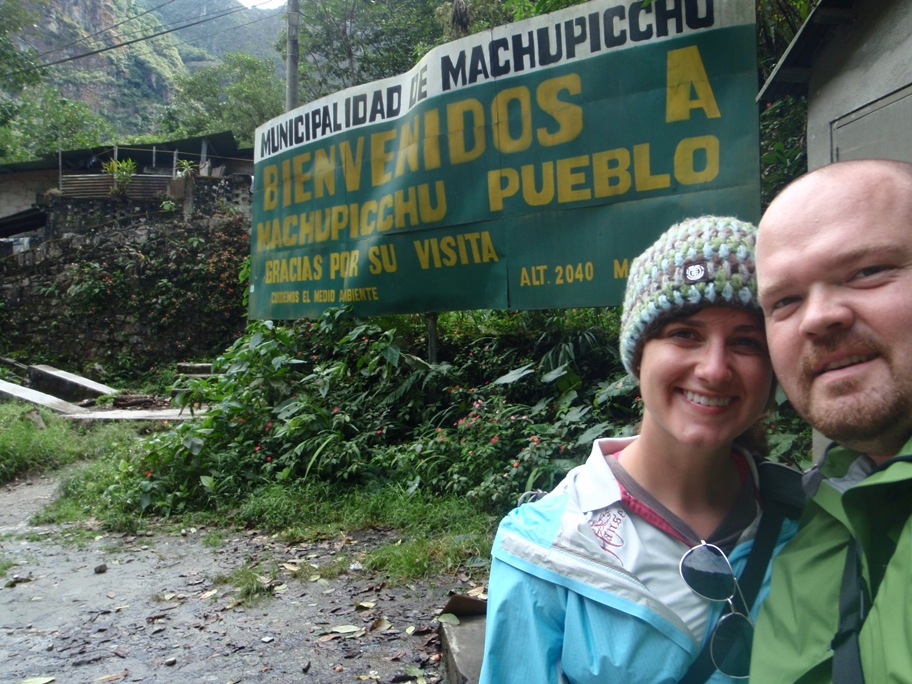 MUNICIPALIDAD DE MACHUPICCHU
BIENVENIDOS A
MACHUPICCHU PUEBLO
GRACIAS POR SU VISITA
ALT. 2040 M
CUIDEMOS EL MEDIO AMBIENTE